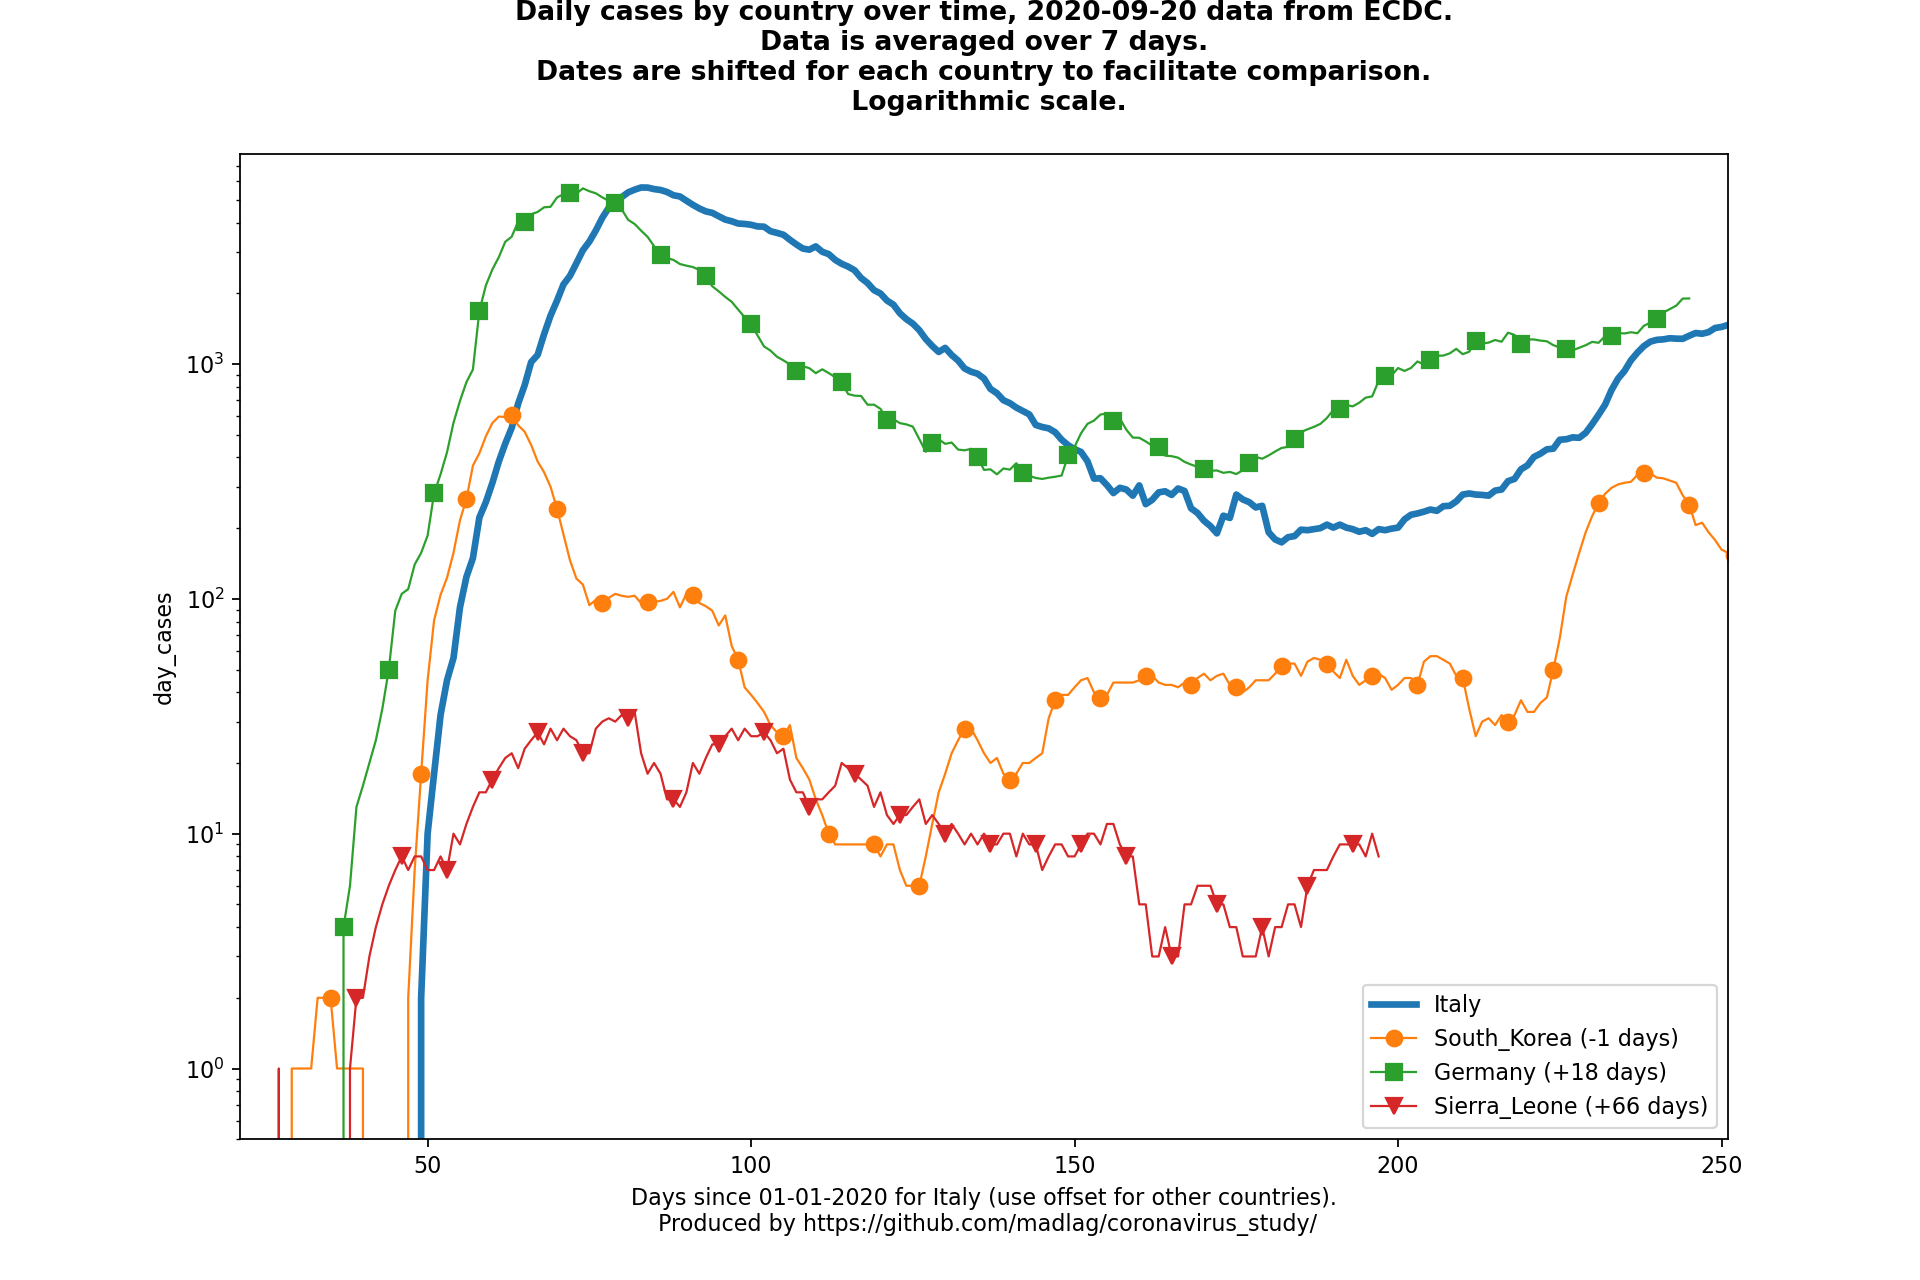 Daily cases by country over time, 2020-09-20 data from ECDC.
Data is averaged over 7 days.
Dates are shifted for each country to facilitate comparison.
Logarithmic scale.
day_cases
10³
10²
10¹
10⁰
50
100
150
200
250
Italy
South_Korea (-1 days)
Germany (+18 days)
Sierra_Leone (+66 days)
Days since 01-01-2020 for Italy (use offset for other countries).
Produced by https://github.com/madlag/coronavirus_study/